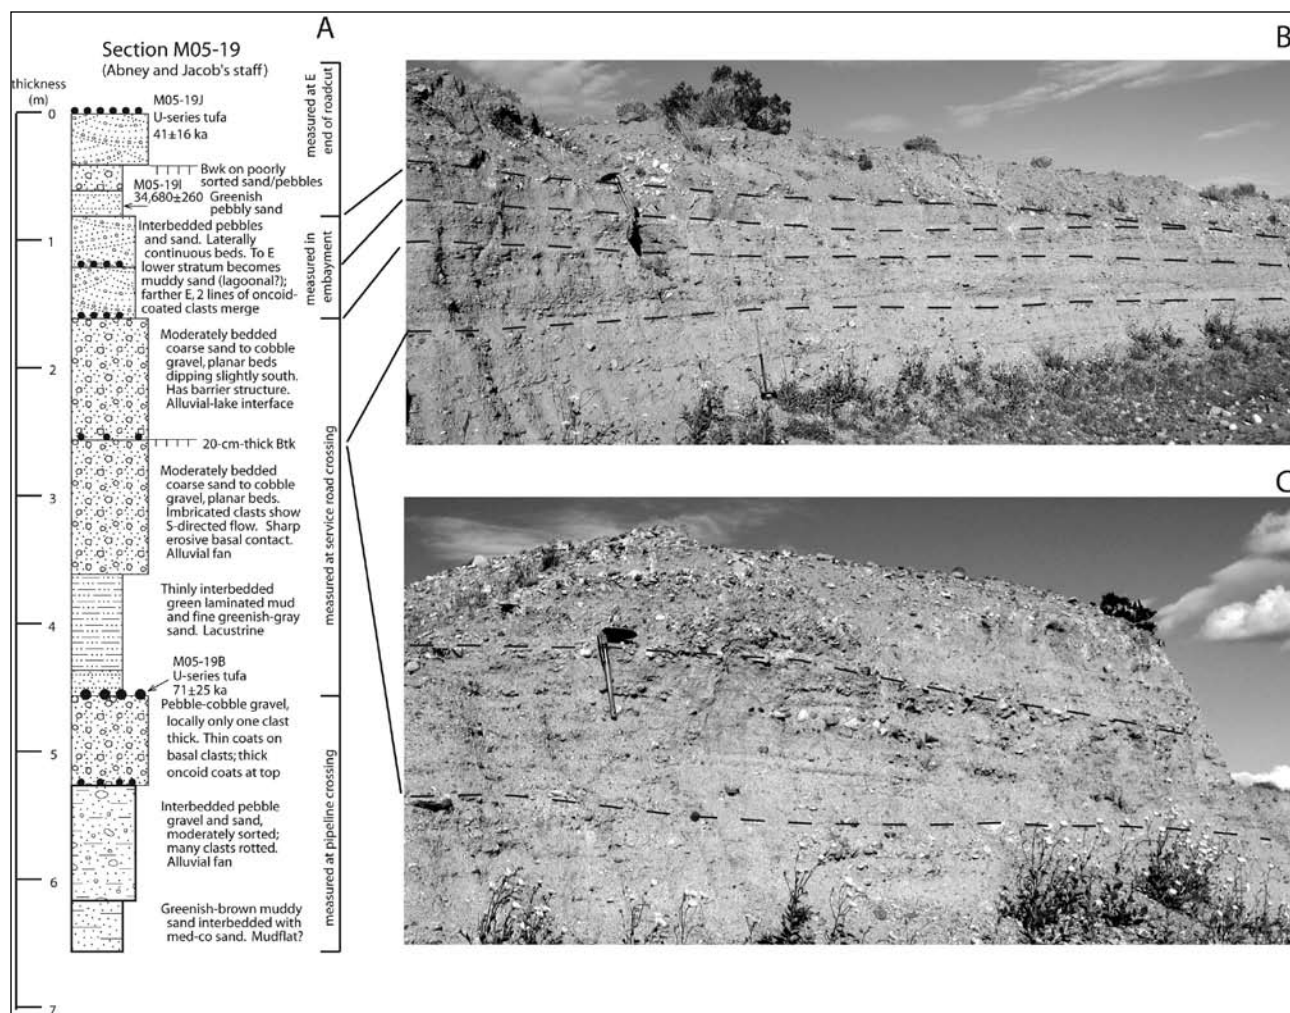 A
Section M05-19
(Abney and Jacob's staff)
thickness
(m)
0
1
2
3
4
5
6
7
M05-19J
U-series tufa
41±16 ka
Bwk on poorly
sorted sand/pebbles
M05-19I
34,680±260
Greenish
pebbly sand
Interbedded pebbles
and sand. Laterally
continuous beds. To E
lower stratum becomes
muddy sand (lagoonal?);
farther E, 2 lines of oncoid-
coated clasts merge
Moderately bedded
coarse sand to cobble
gravel, planar beds
dipping slightly south.
Has barrier structure.
Alluvial-lake interface
20-cm-thick Btk
Moderately bedded
coarse sand to cobble
gravel, planar beds.
Imbricated clasts show
S-directed flow. Sharp
erosive basal contact.
Alluvial fan
Thinly interbedded
green laminated mud
and fine greenish-gray
sand. Lacustrine
M05-19B
U-series tufa
71±25 ka
Pebble-cobble gravel,
locally only one clast
thick. Thin coats on
basal clasts; thick
oncoid coats at top
Interbedded pebble
gravel and sand,
moderately sorted;
many clasts rotted.
Alluvial fan
Greenish-brown muddy
sand interbedded with
med-co sand. Mudflat?
measured at E
end of roadcut
measured in
embayment
measured at service road crossing
measured at pipeline crossing
B
C